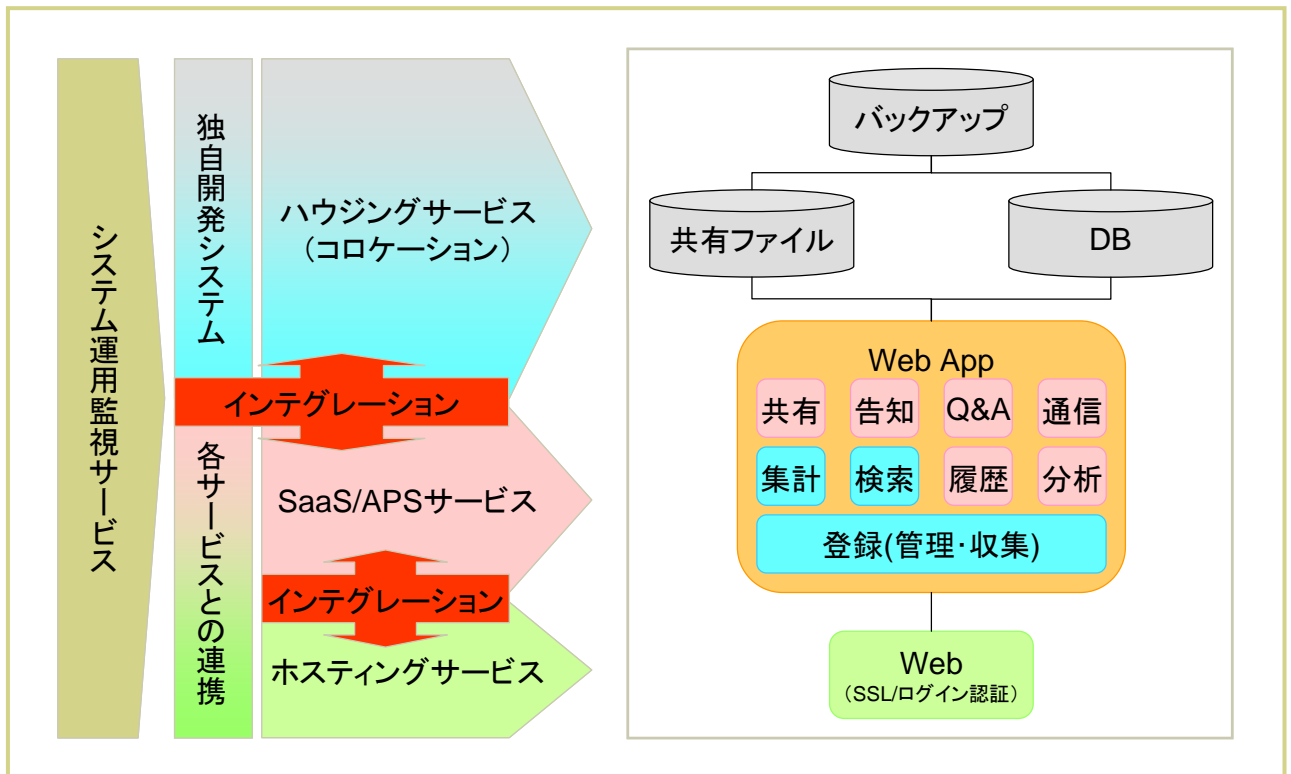 システム運用監視サービス
独自開発システム
各サービスとの連携
ハウジングサービス
（コロケーション）
インテグレーション
SaaS/APSサービス
インテグレーション
ホスティングサービス
バックアップ
共有ファイル
DB
Web App
共有
告知
Q&A
通信
集計
検索
履歴
分析
登録(管理･収集)
Web
（SSL/ログイン認証）